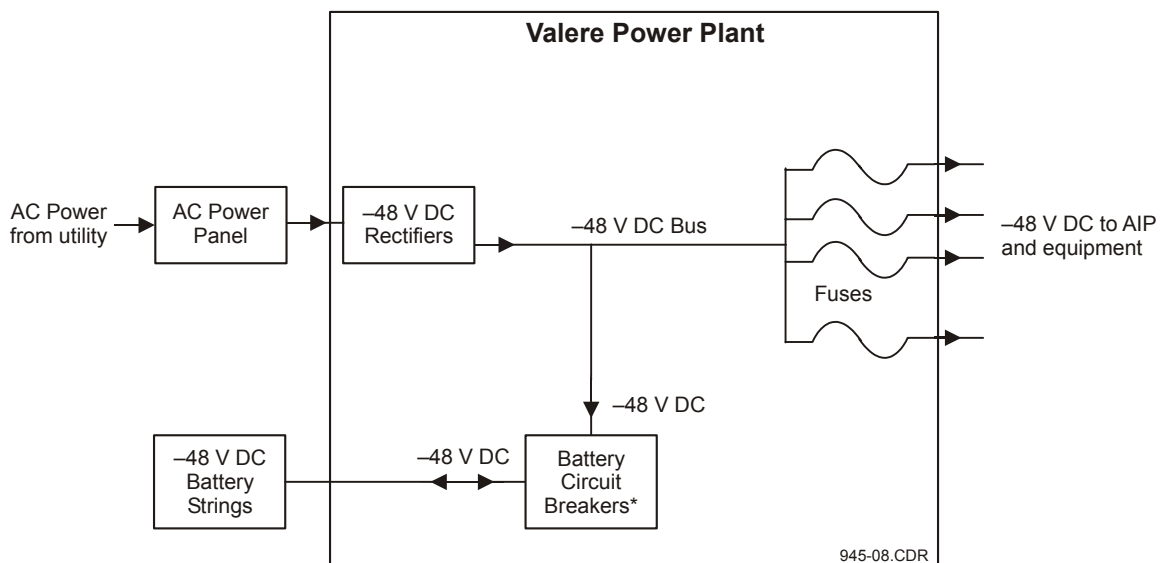 Valere Power Plant
AC Power
from utility
AC Power
Panel
–48 V DC
Rectifiers
–48 V DC Bus
Fuses
–48 V DC to AIP
and equipment
–48 V DC
–48 V DC
Battery
Strings
–48 V DC
Battery
Circuit
Breakers*
945-08.CDR